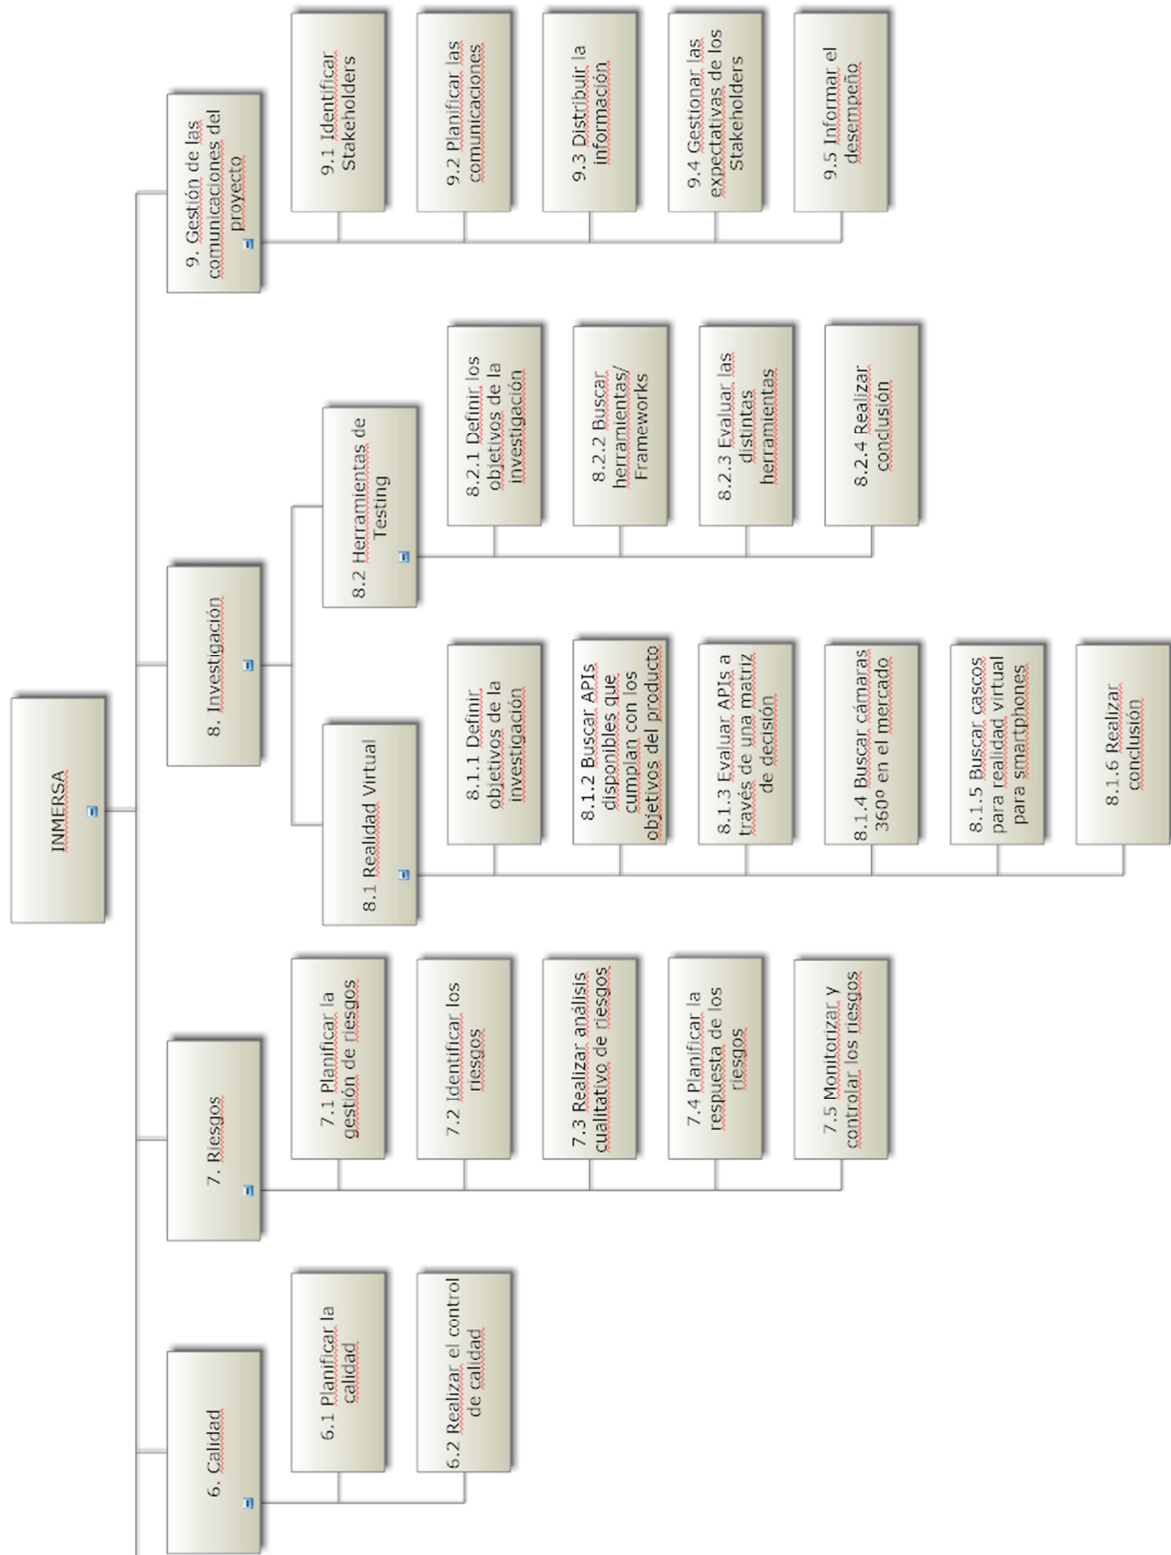 INMERSA
6. Calidad
6.1 Planificar la
calidad
6.2 Realizar el control
de calidad
7. Riesgos
7.1 Planificar la
gestión de riesgos
7.2 Identificar los
riesgos
7.3 Realizar análisis
cualitativo de riesgos
7.4 Planificar la
respuesta de los
riesgos
7.5 Monitorizar y
controlar los riesgos
8. Investigación
8.1 Realidad Virtual
8.1.1 Definir
objetivos de la
investigación
8.1.2 Buscar APIs
disponibles que
cumplan con los
objetivos del producto
8.1.3 Evaluar APIs a
través de una matriz
de decisión
8.1.4 Buscar cámaras
360º en el mercado
8.1.5 Buscar cascos
para realidad virtual
para smartphones
8.1.6 Realizar
conclusión
8.2 Herramientas de
Testing
8.2.1 Definir los
objetivos de la
investigación
8.2.2 Buscar
herramientas/
Frameworks
8.2.3 Evaluar las
distintas
herramientas
8.2.4 Realizar
conclusión
9. Gestión de las
comunicaciones del
proyecto
9.1 Identificar
Stakeholders
9.2 Planificar las
comunicaciones
9.3 Distribuir la
información
9.4 Gestionar las
expectativas de los
Stakeholders
9.5 Informar el
desempeño